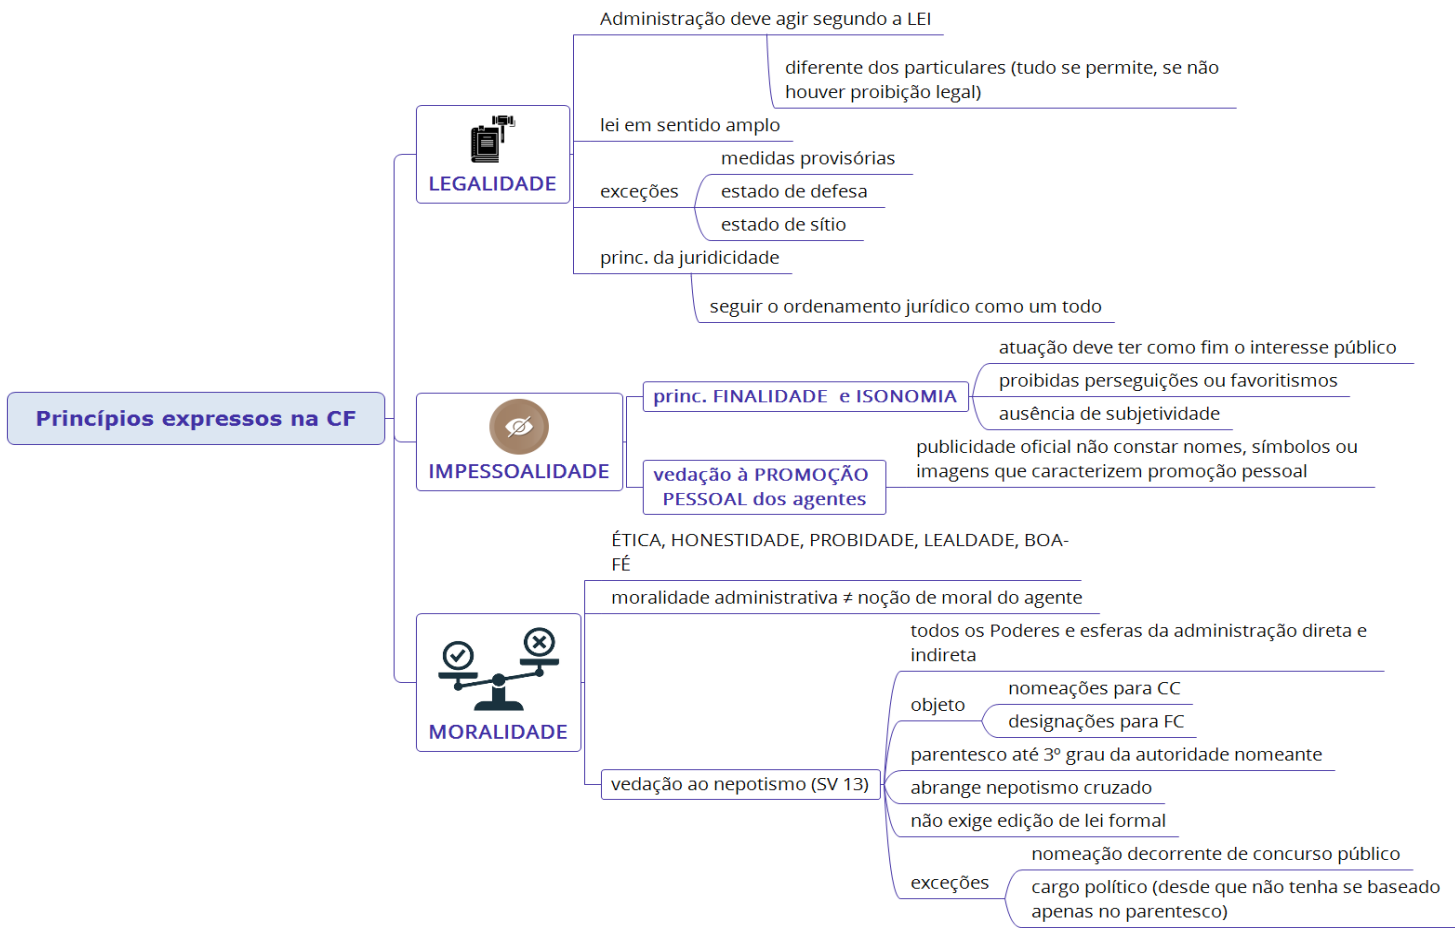 Princípios expressos na CF
LEGALIDADE
Administração deve agir segundo a LEI
diferente dos particulares (tudo se permite, se não
houver proibição legal)
lei em sentido amplo
exceções
medidas provisórias
estado de defesa
estado de sítio
princ. da juridicidade
seguir o ordenamento jurídico como um todo
IMPESSOALIDADE
princ. FINALIDADE e ISONOMIA
atuação deve ter como fim o interesse público
proibidas perseguições ou favoritismos
ausência de subjetividade
vedação à PROMOÇÃO
PESSOAL dos agentes
publicidade oficial não constar nomes, símbolos ou
imagens que caracterizem promoção pessoal
MORALIDADE
ÉTICA, HONESTIDADE, PROBIDADE, LEALDADE, BOA-
FÉ
moralidade administrativa ≠ noção de moral do agente
vedação ao nepotismo (SV 13)
todos os Poderes e esferas da administração direta e
indireta
objeto
nomeações para CC
designações para FC
parentesco até 3º grau da autoridade nomeante
abrange nepotismo cruzado
não exige edição de lei formal
exceções
nomeação decorrente de concurso público
cargo político (desde que não tenha se baseado
apenas no parentesco)